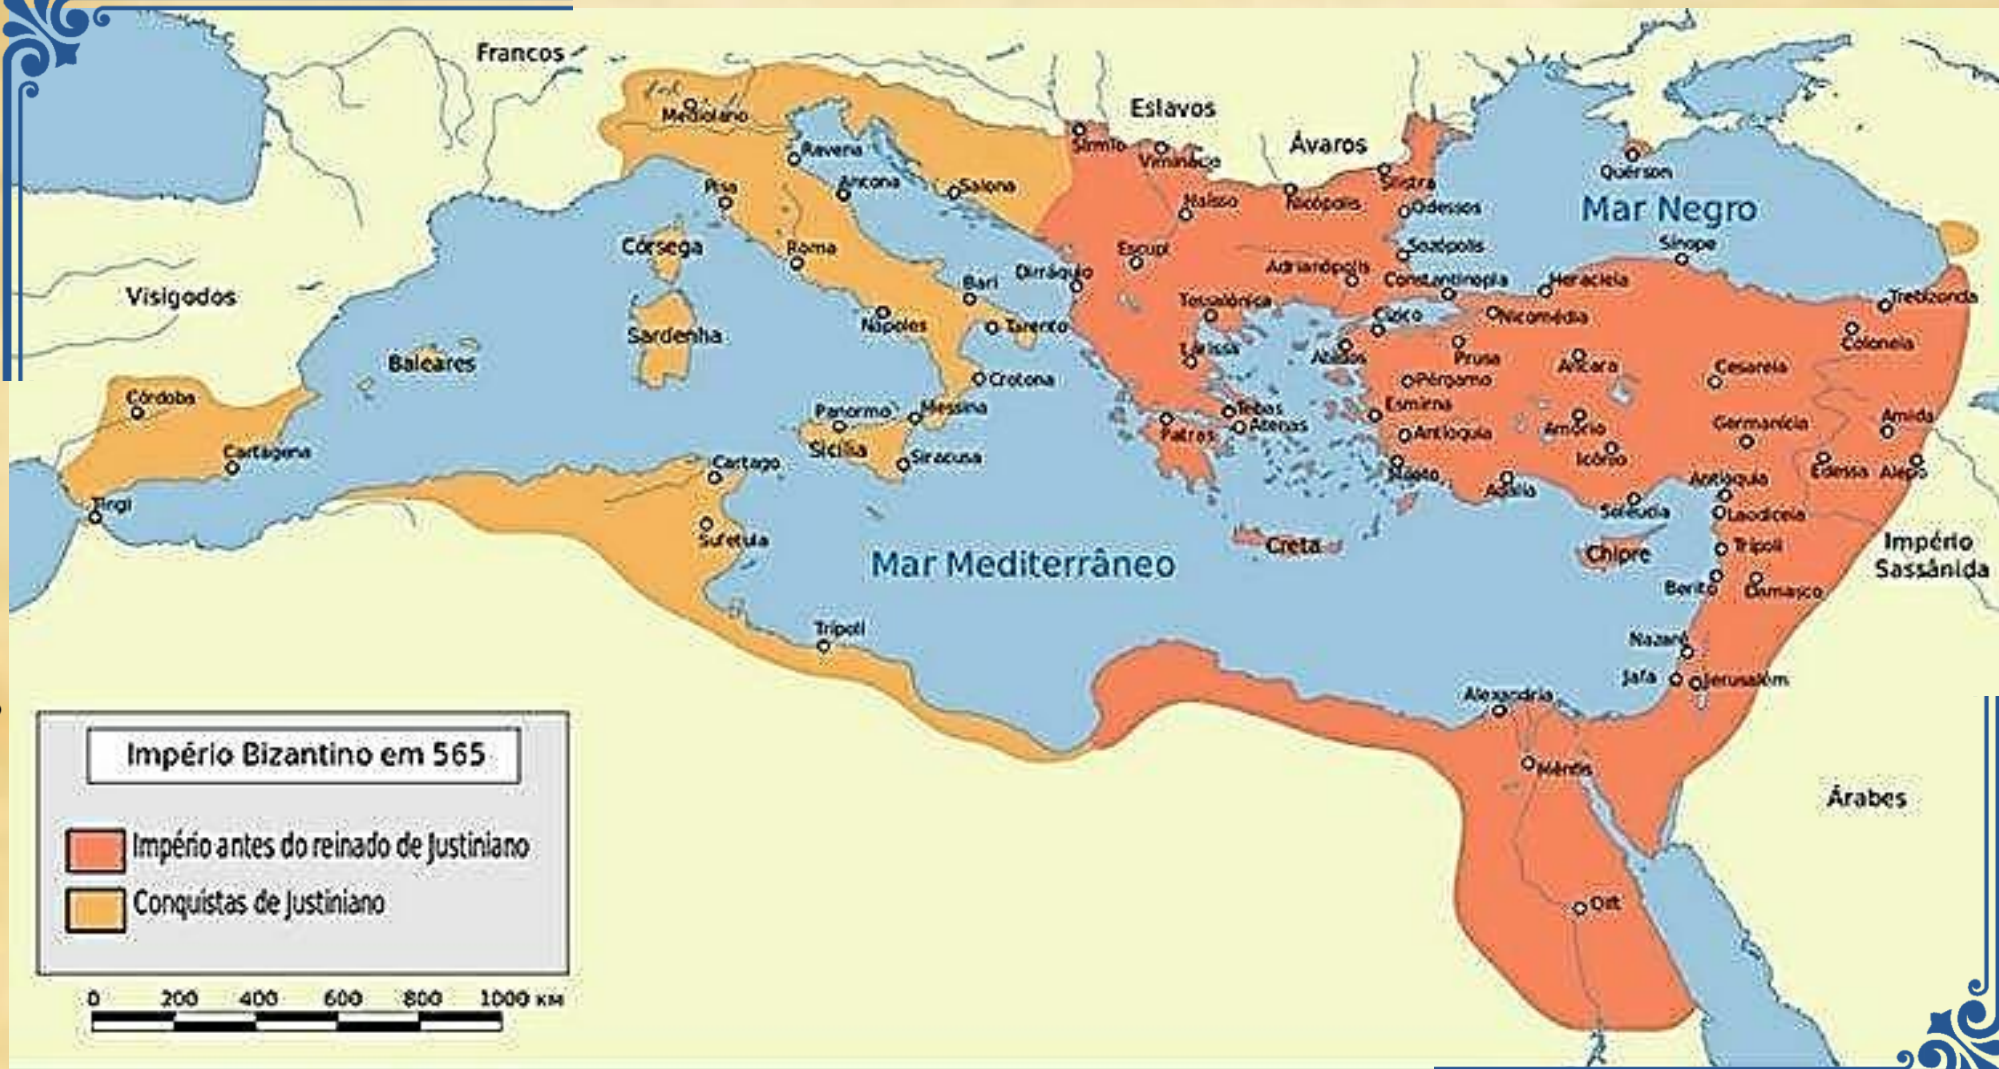 Francos
Eslavos
Ávaros
Visigodos
Império
Sassânida
Árabes
Mar Negro
Mar Mediterrâneo
Mediolano
Ravena
Pisa
Ancona
Salona
Sirmio
Viminácio
Naisso
Nicópolis
Silistra
Odessos
Quérson
Córsega
Roma
Bari
Dirráquio
Escupi
Adrianópolis
Sozópolis
Constantinopla
Heracleia
Sinope
Trebizonda
Sardenha
Nápoles
Tarento
Tessalónica
Cízico
Nicomédia
Baleares
Crotona
Larissa
Abidos
Prusa
Ancara
Cesareia
Coloneia
Córdoba
Panormo
Messina
Pérgamo
Esmirna
Tebas
Atenas
Patras
Antioquia
Amório
Germanícia
Amida
Cartagena
Cartago
Sicília
Siracusa
Icônio
Antioquia
Edessa
Alepo
Tingi
Sufetula
Creta
Selêucia
Laodiceia
Chipre
Trípoli
Berito
Damasco
Trípoli
Nazaré
Jafa
Jerusalém
Alexandria
Mênfis
Império Bizantino em 565
Império antes do reinado de Justiniano
Conquistas de Justiniano
0 200 400 600 800 1000 км